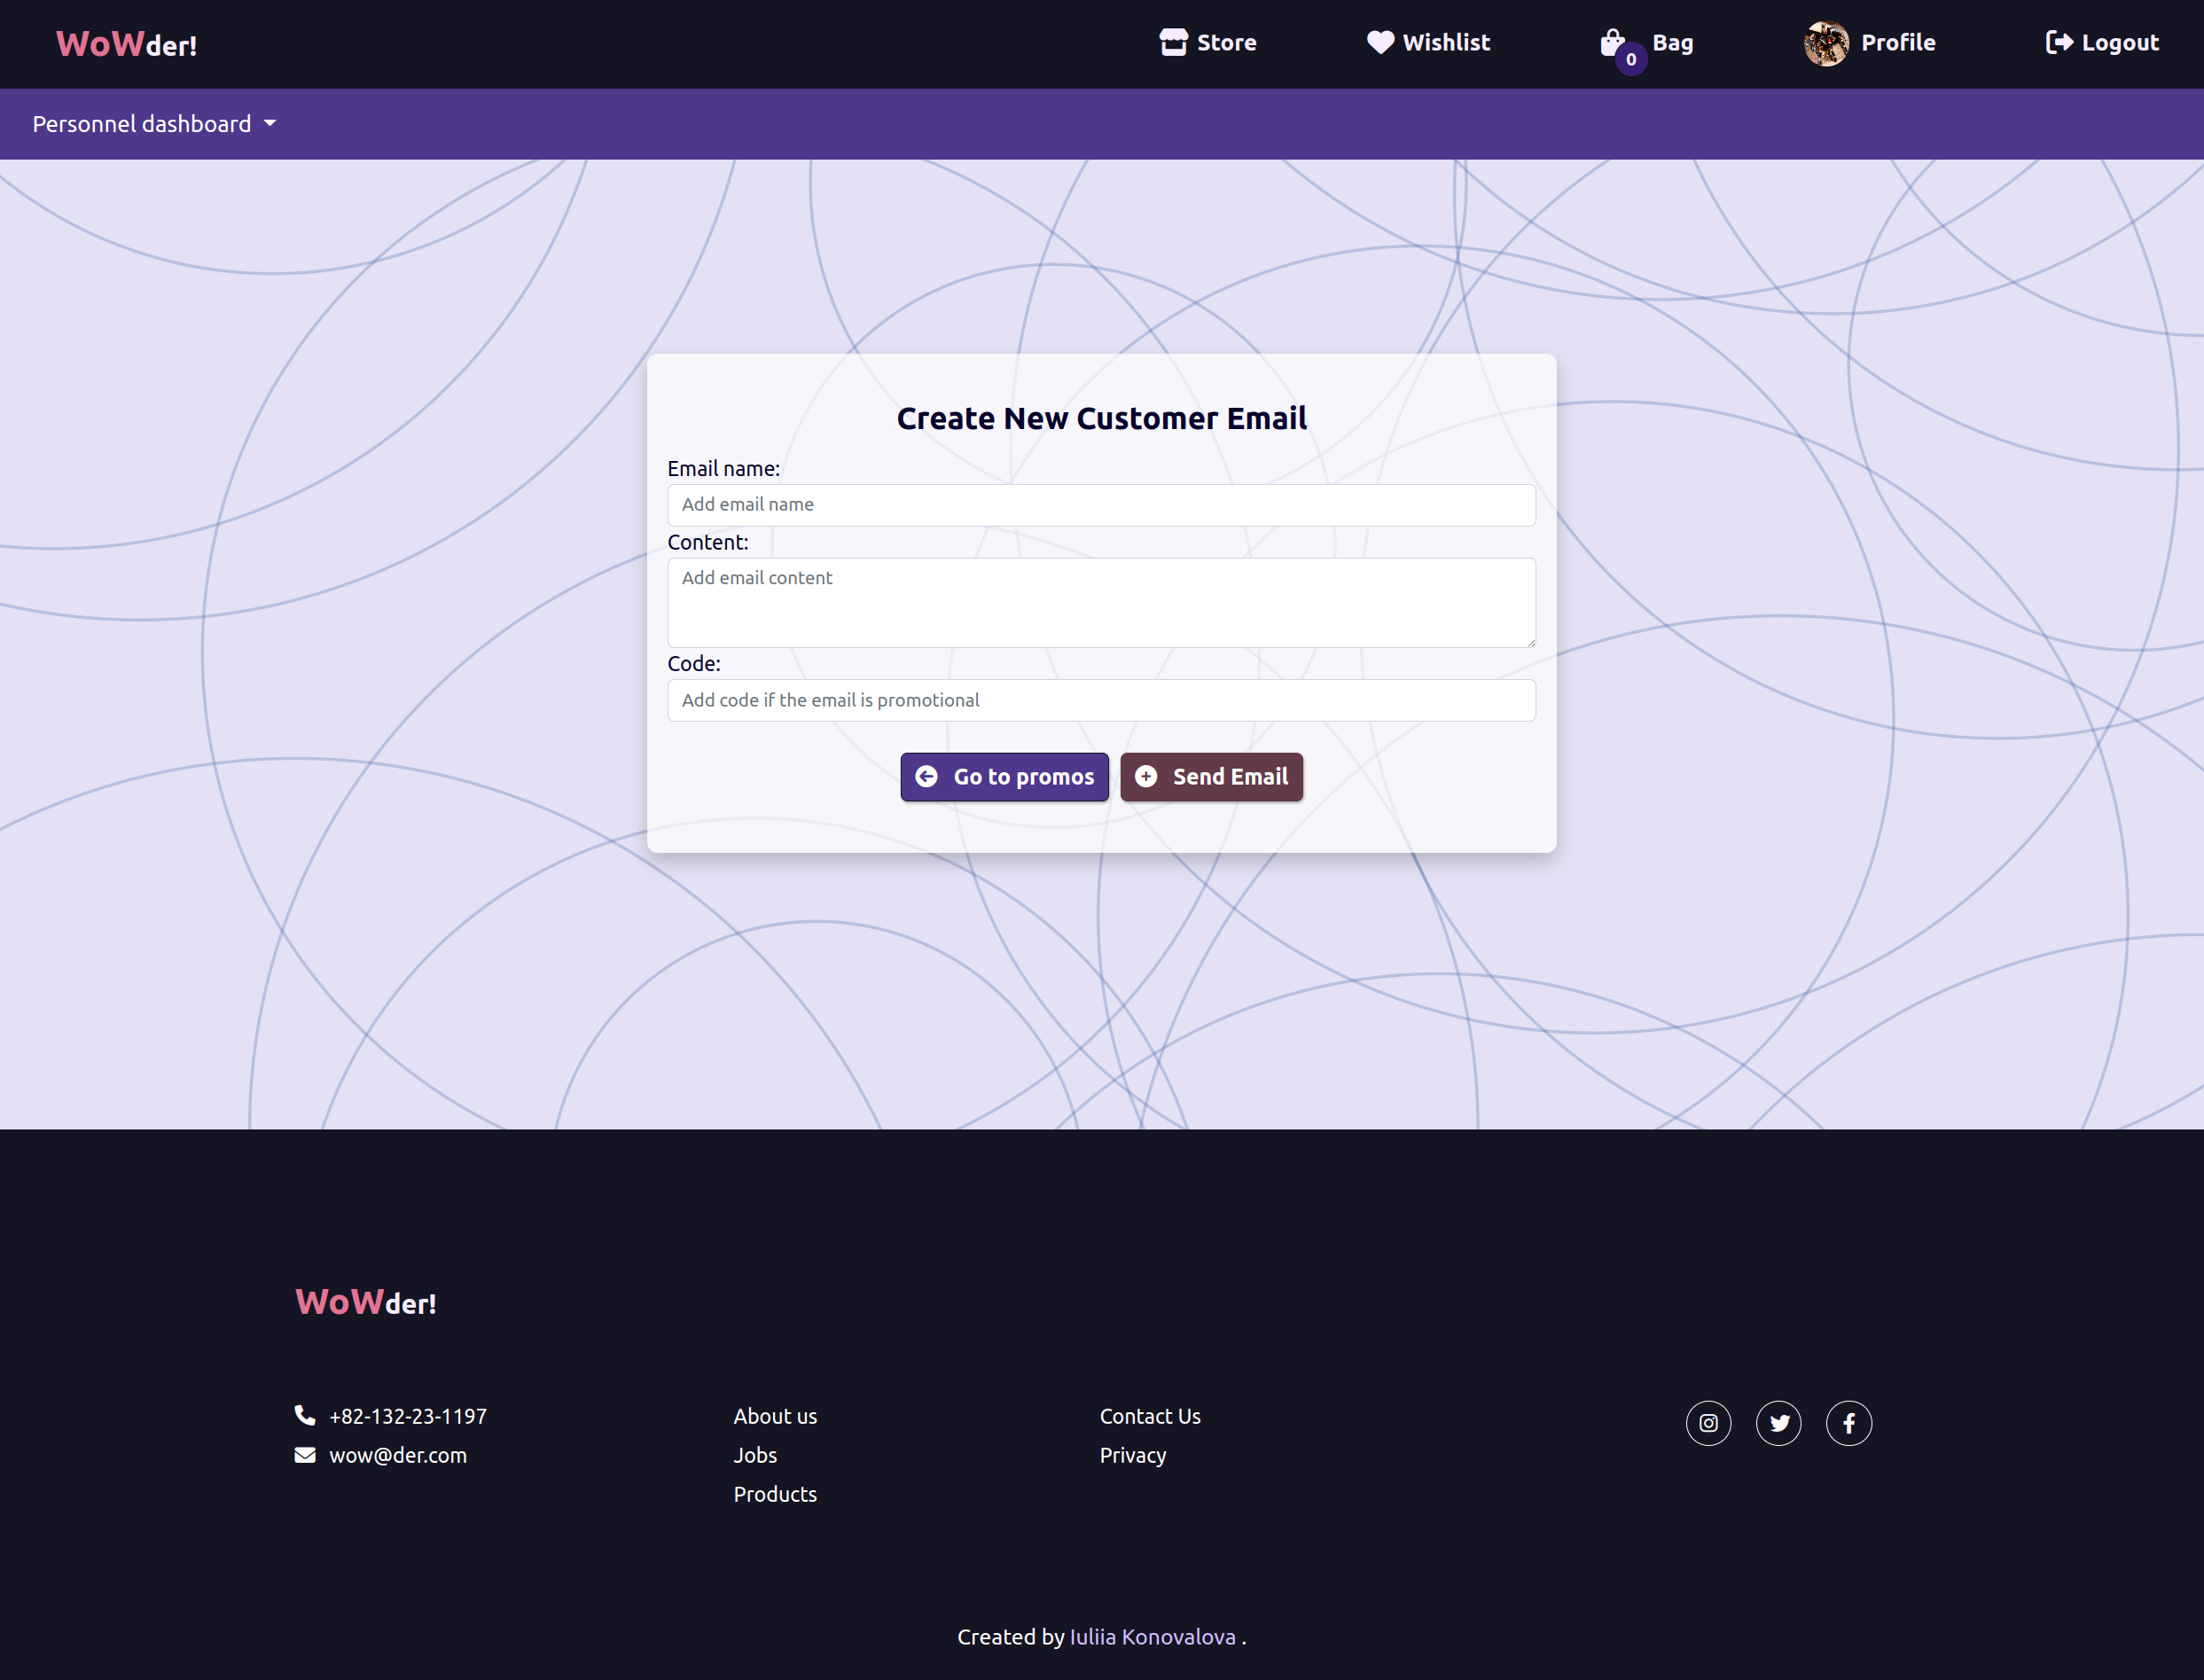 WoWder!
Store
Wishlist
0
Bag
Profile
Logout
Personnel dashboard
Create New Customer Email
Email name:
Add email name
Content:
Add email content
Code:
Add code if the email is promotional
Go to promos
Send Email
WoWder!
+82-132-23-1197
wow@der.com
About us
Jobs
Products
Contact Us
Privacy
Created by Iuliia Konovalova .